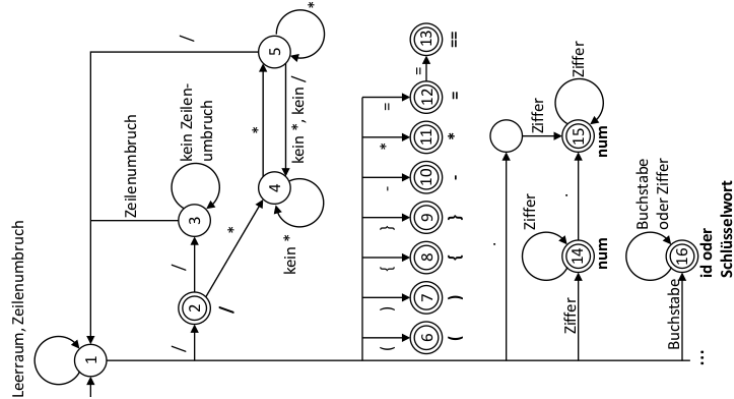 Leerraum, Zeilenumbruch
1
/
Zeilenumbruch
/
2
/
/
3
kein Zeilen-
umbruch
*
4
kein *
*
kein *, kein /
5
*
/
(
)
{
}
-
*
=
6
7
8
9
10
11
12
=
13
(
)
{
}
-
*
=
==
.
Ziffer
Ziffer
14
num
Ziffer
.
15
num
Ziffer
Buchstabe
16
Buchstabe
oder Ziffer
id oder
Schlüsselwort
...